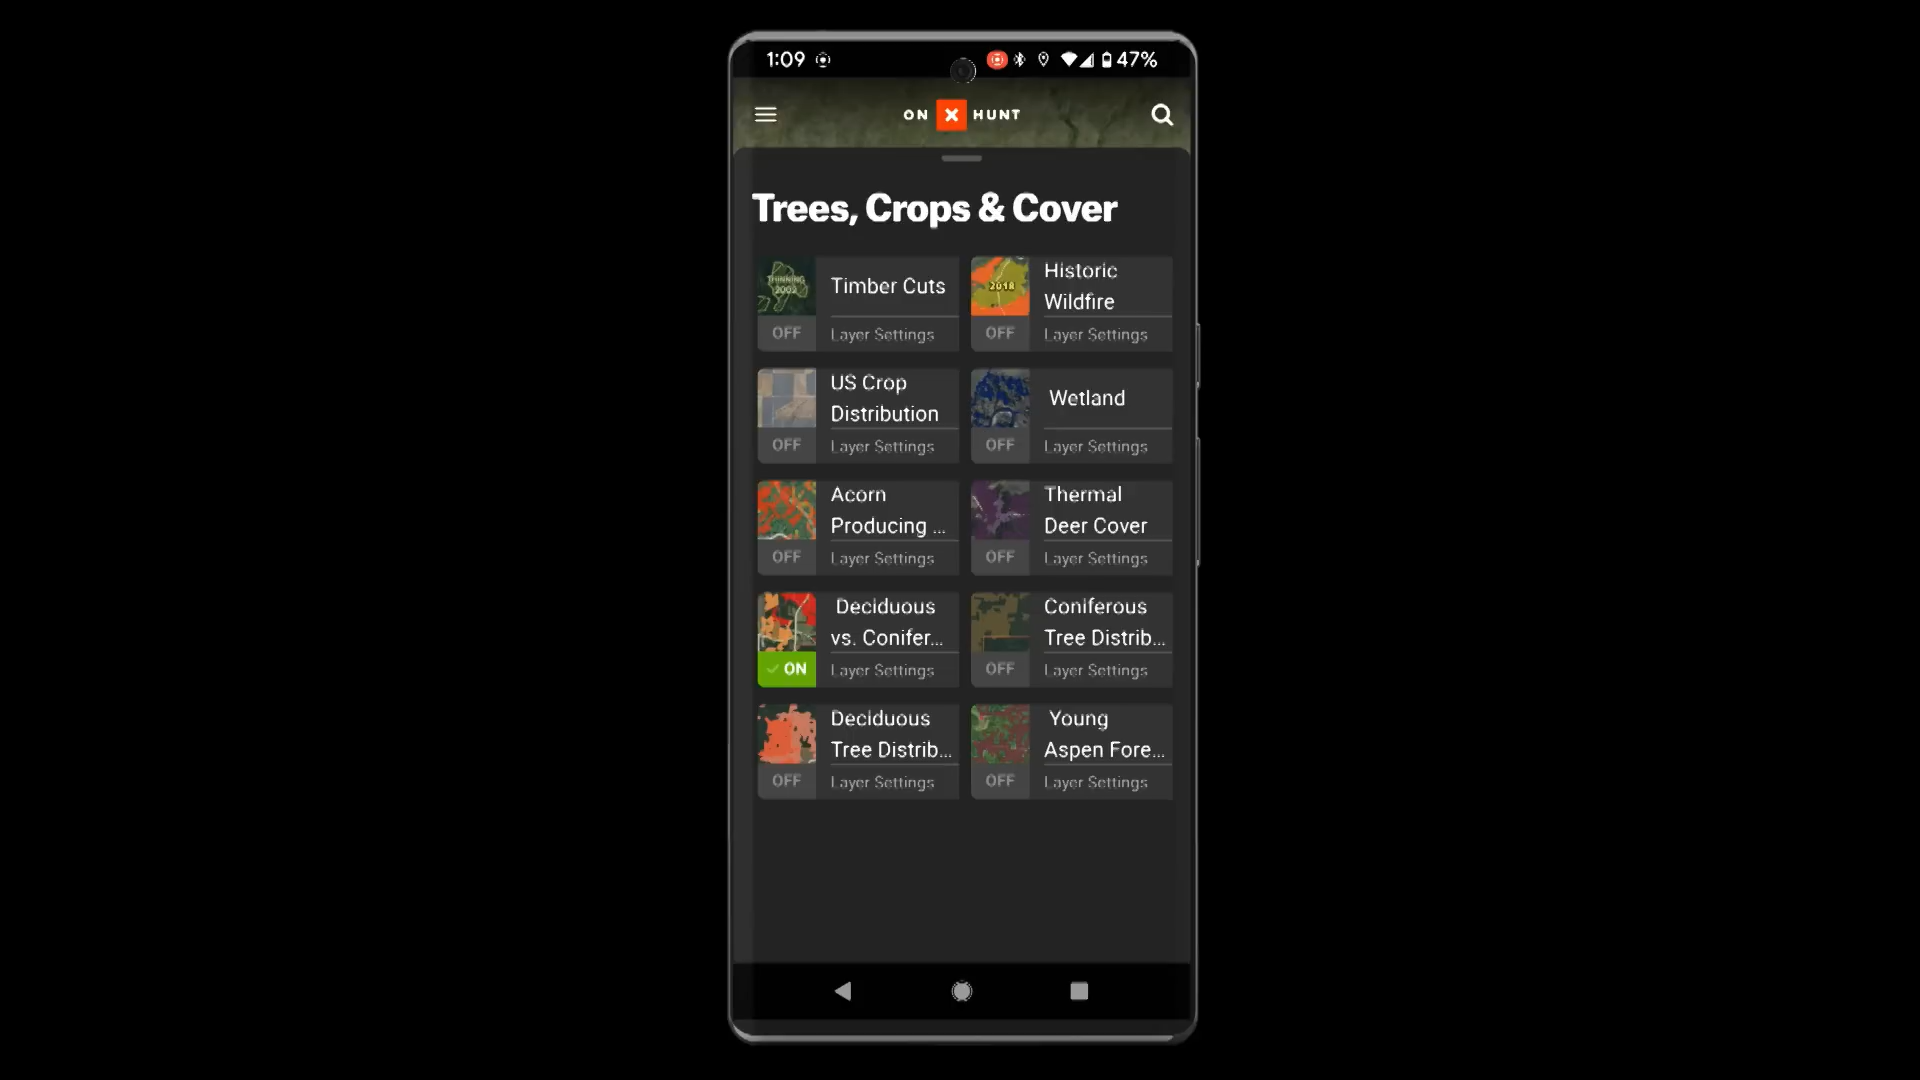 1:09
47%
ON X HUNT
Trees, Crops & Cover
THINNING
2002
Timber Cuts
OFF
Layer Settings
2018
Historic
Wildfire
OFF
Layer Settings
US Crop
Distribution
OFF
Layer Settings
Wetland
OFF
Layer Settings
Acorn
Producing ...
OFF
Layer Settings
Thermal
Deer Cover
OFF
Layer Settings
Deciduous
vs. Conifer...
ON
Layer Settings
Coniferous
Tree Distrib...
OFF
Layer Settings
Deciduous
Tree Distrib...
OFF
Layer Settings
Young
Aspen Fore...
OFF
Layer Settings